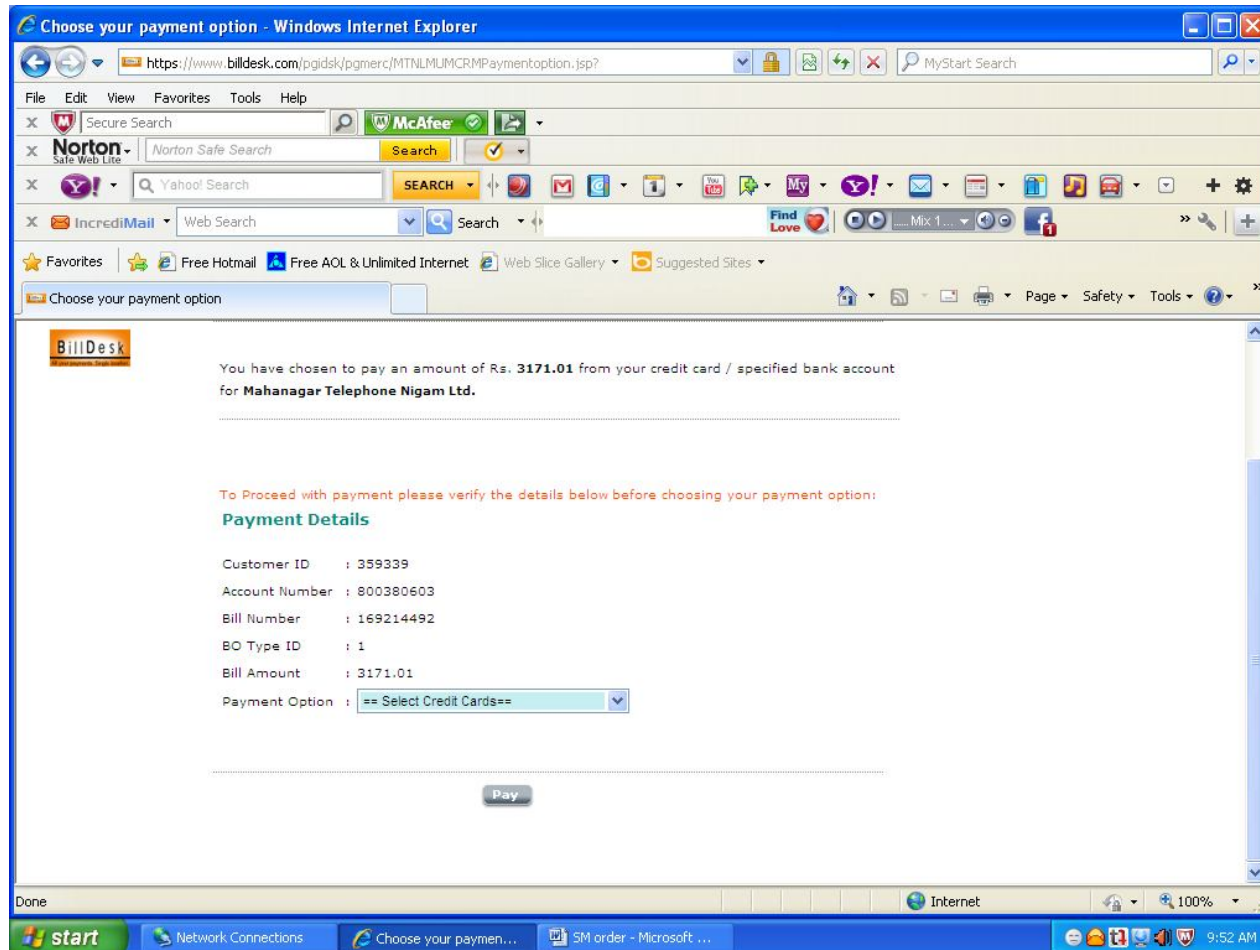 Choose your payment option - Windows Internet Explorer
https://www.billdesk.com/pgidsk/pgmerc/MTNLMUMCRMPaymentoption.jsp?
MyStart Search
File Edit View Favorites Tools Help
X Secure Search McAfee
X Norton Safe Web Lite Norton Safe Search Search
X Y! Yahoo! Search SEARCH 1 You Tube My Y!
X IncrediMail Web Search Search Find Love ..... Mix 1... 1 »
Favorites Free Hotmail Free AOL & Unlimited Internet Web Slice Gallery Suggested Sites
Choose your payment option Page Safety Tools »
BillDesk
You have chosen to pay an amount of Rs. 3171.01 from your credit card / specified bank account
for Mahanagar Telephone Nigam Ltd.
To Proceed with payment please verify the details below before choosing your payment option:
Payment Details
Customer ID : 359339
Account Number : 800380603
Bill Number : 169214492
BO Type ID : 1
Bill Amount : 3171.01
Payment Option : == Select Credit Cards==
Pay
Done Internet 100%
start Network Connections Choose your paymen... SM order - Microsoft ... 9:52 AM